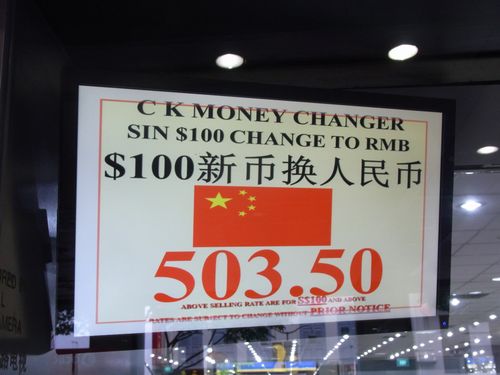 C K MONEY CHANGER
SIN $100 CHANGE TO RMB
$100新币换人民币
503.50
ABOVE SELLING RATE ARE FOR S$100 AND ABOVE
RATES ARE SUBJECT TO CHANGE WITHOUT PRIOR NOTICE